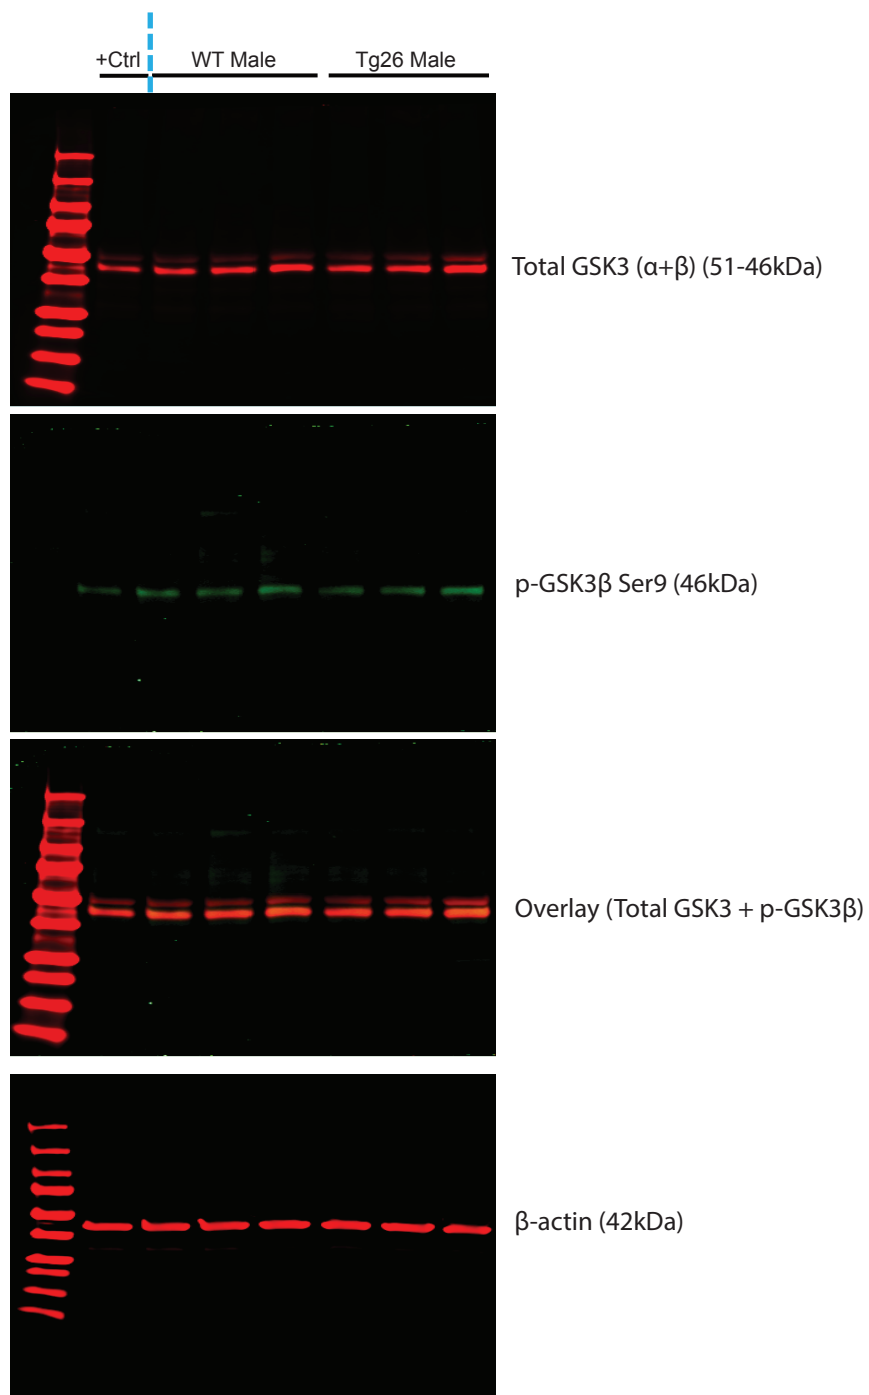 +Ctrl WT Male Tg26 Male
Total GSK3 (α+β) (51-46kDa)
p-GSK3β Ser9 (46kDa)
Overlay (Total GSK3 + p-GSK3β)
β-actin (42kDa)